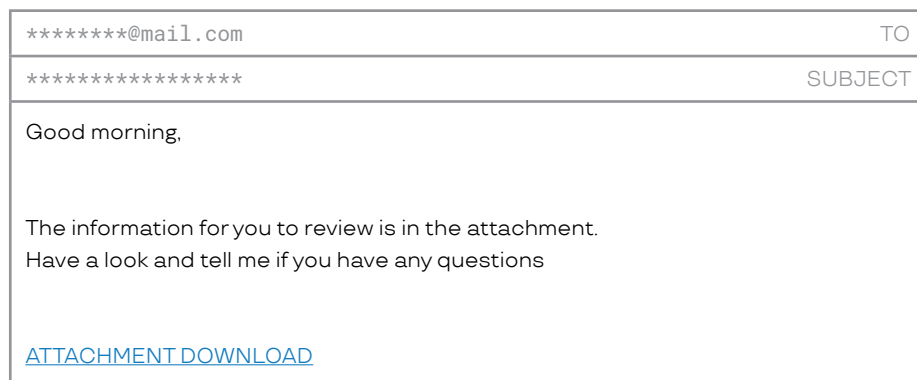 ********@mail.com TO
***************** SUBJECT
Good morning,
The information for you to review is in the attachment.
Have a look and tell me if you have any questions
ATTACHMENT DOWNLOAD